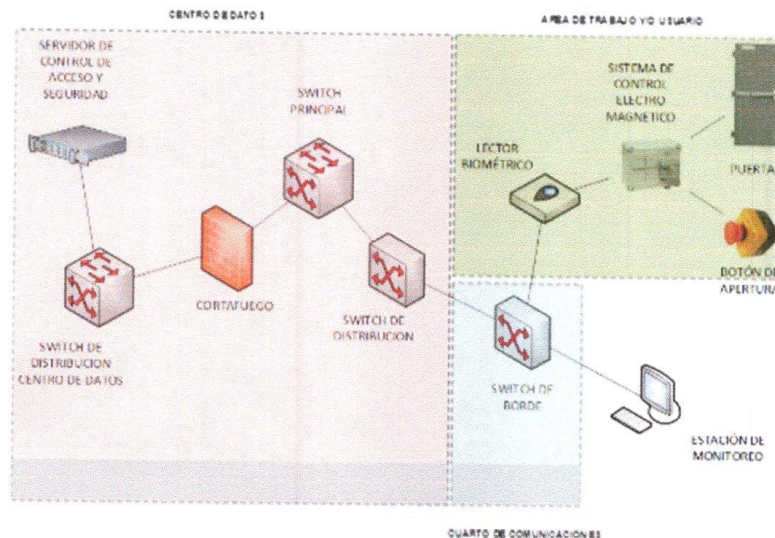 CENTRO DE DATOS
AREA DE TRABAJO Y/O USUARIO
SERVIDOR DE
CONTROL DE
ACCESO Y
SEGURIDAD
SWITCH
PRINCIPAL
SISTEMA DE
CONTROL
ELECTRO
MAGNETICO
LECTOR
BIOMÉTRICO
PUERTA
CORTAFUEGO
SWITCH DE
DISTRIBUCION
BOTÓN DE
APERTURA
SWITCH DE
DISTRIBUCION
CENTRO DE DATOS
SWITCH DE
BORDE
ESTACIÓN DE
MONITOREO
CUARTO DE COMUNICACIONES